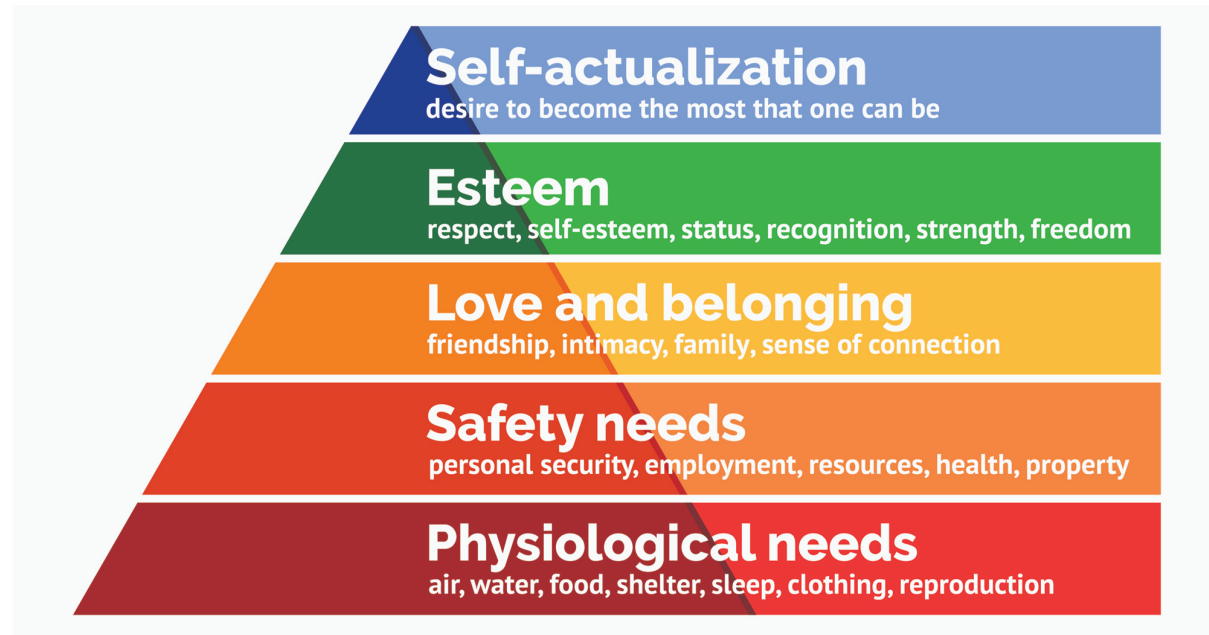 Self-actualization
desire to become the most that one can be
Esteem
respect, self-esteem, status, recognition, strength, freedom
Love and belonging
friendship, intimacy, family, sense of connection
Safety needs
personal security, employment, resources, health, property
Physiological needs
air, water, food, shelter, sleep, clothing, reproduction